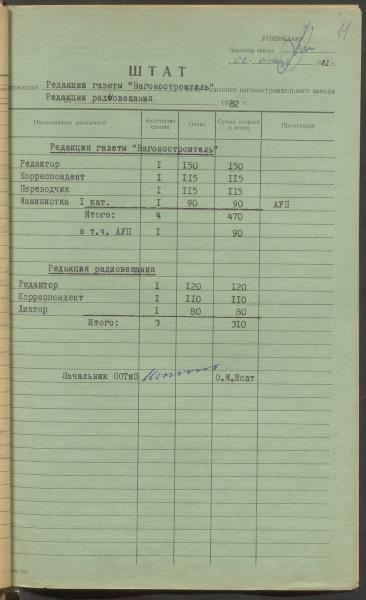 11
„УТВЕРЖДАЮ"
Директор завода
1982 г.
ШТАТ
служащих Редакции газеты "Вагоностроитель" Рижского вагоностроительного завода
Редакции радиовещания
1982 г.
Наименование должностей Количество единиц Оклад Сумма окладов в месяц Примечание
Редакция газеты "Вагоностроитель"
Редактор I I50 I50
Корреспондент I II5 II5
Переводчик I II5 II5
Машинистка I кат. I 90 90 АУП
Итого: 4 470
в т.ч. АУП I 90
Редакция радиовещания
Редактор I I20 I20
Корреспондент I II0 II0
Диктор I 80 80
Итого: 3 3I0
Начальник ООТиЗ О.М.Исат